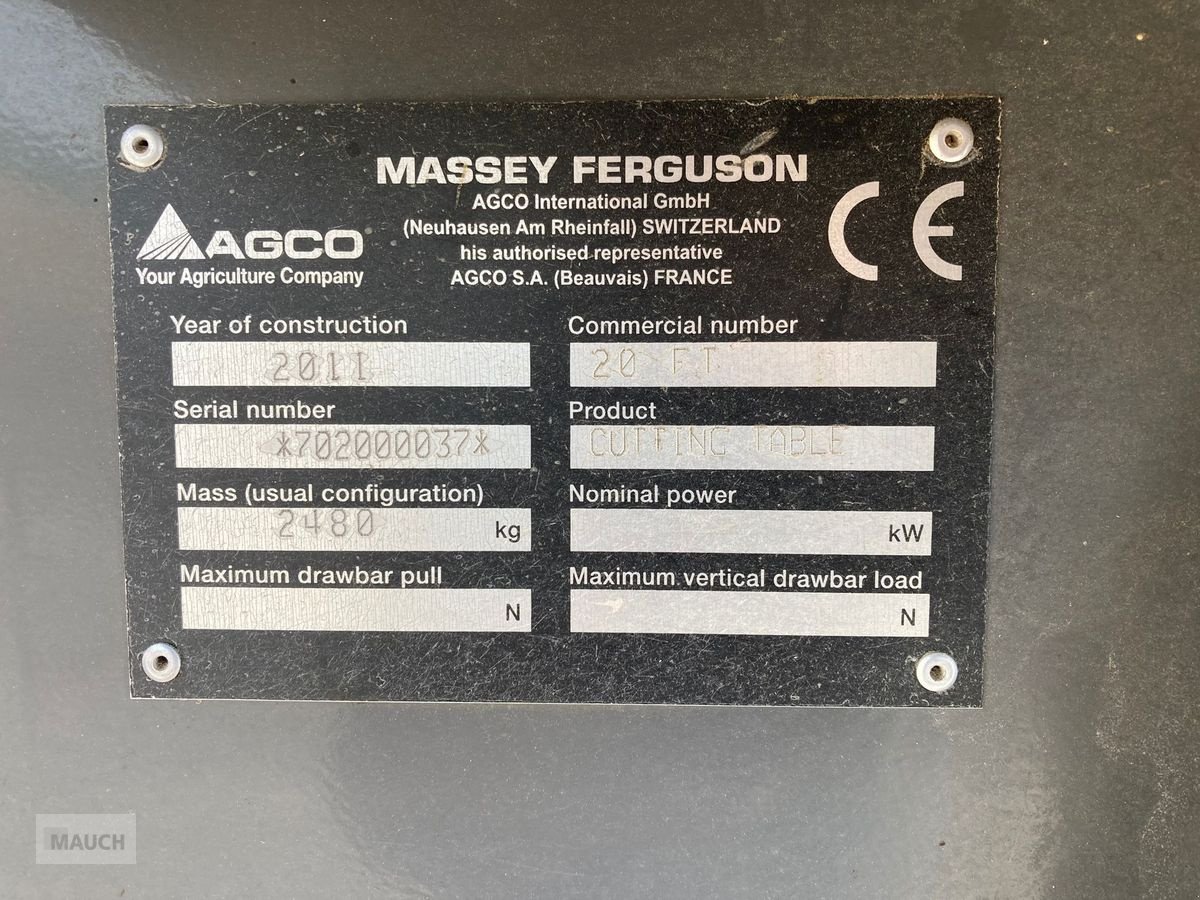 MASSEY FERGUSON
AGCO International GmbH
(Neuhausen Am Rheinfall) SWITZERLAND
his authorised representative
AGCO S.A. (Beauvais) FRANCE
AGCO
Your Agriculture Company
CE
Year of construction
2011
Commercial number
20 FT
Serial number
*702000037*
Product
CUTTING TABLE
Mass (usual configuration)
2480 kg
Nominal power
kW
Maximum drawbar pull
N
Maximum vertical drawbar load
N
MAUCH